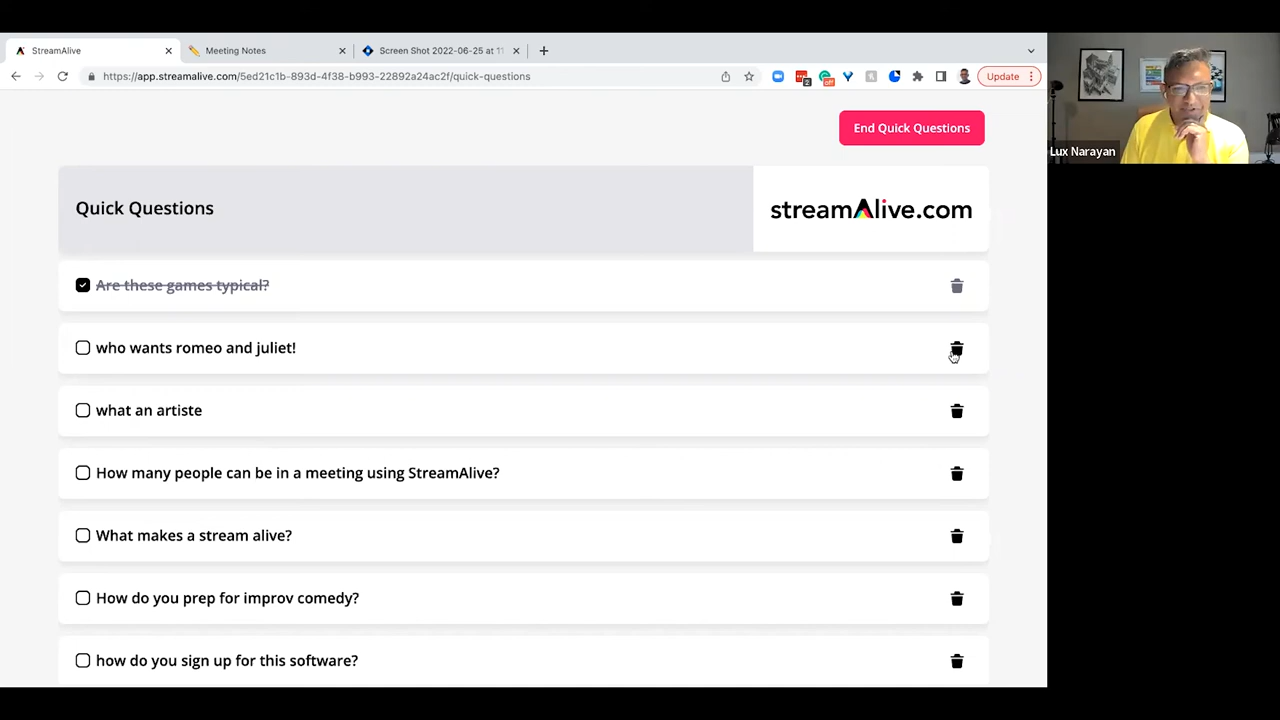 StreamAlive
Meeting Notes
Screen Shot 2022-06-25 at 11
https://app.streamalive.com/5ed21c1b-893d-4f38-b993-22892a24ac2f/quick-questions
2
off
Update
Lux Narayan
End Quick Questions
Quick Questions
streamAlive.com
Are these games typical?
who wants romeo and juliet!
what an artiste
How many people can be in a meeting using StreamAlive?
What makes a stream alive?
How do you prep for improv comedy?
how do you sign up for this software?